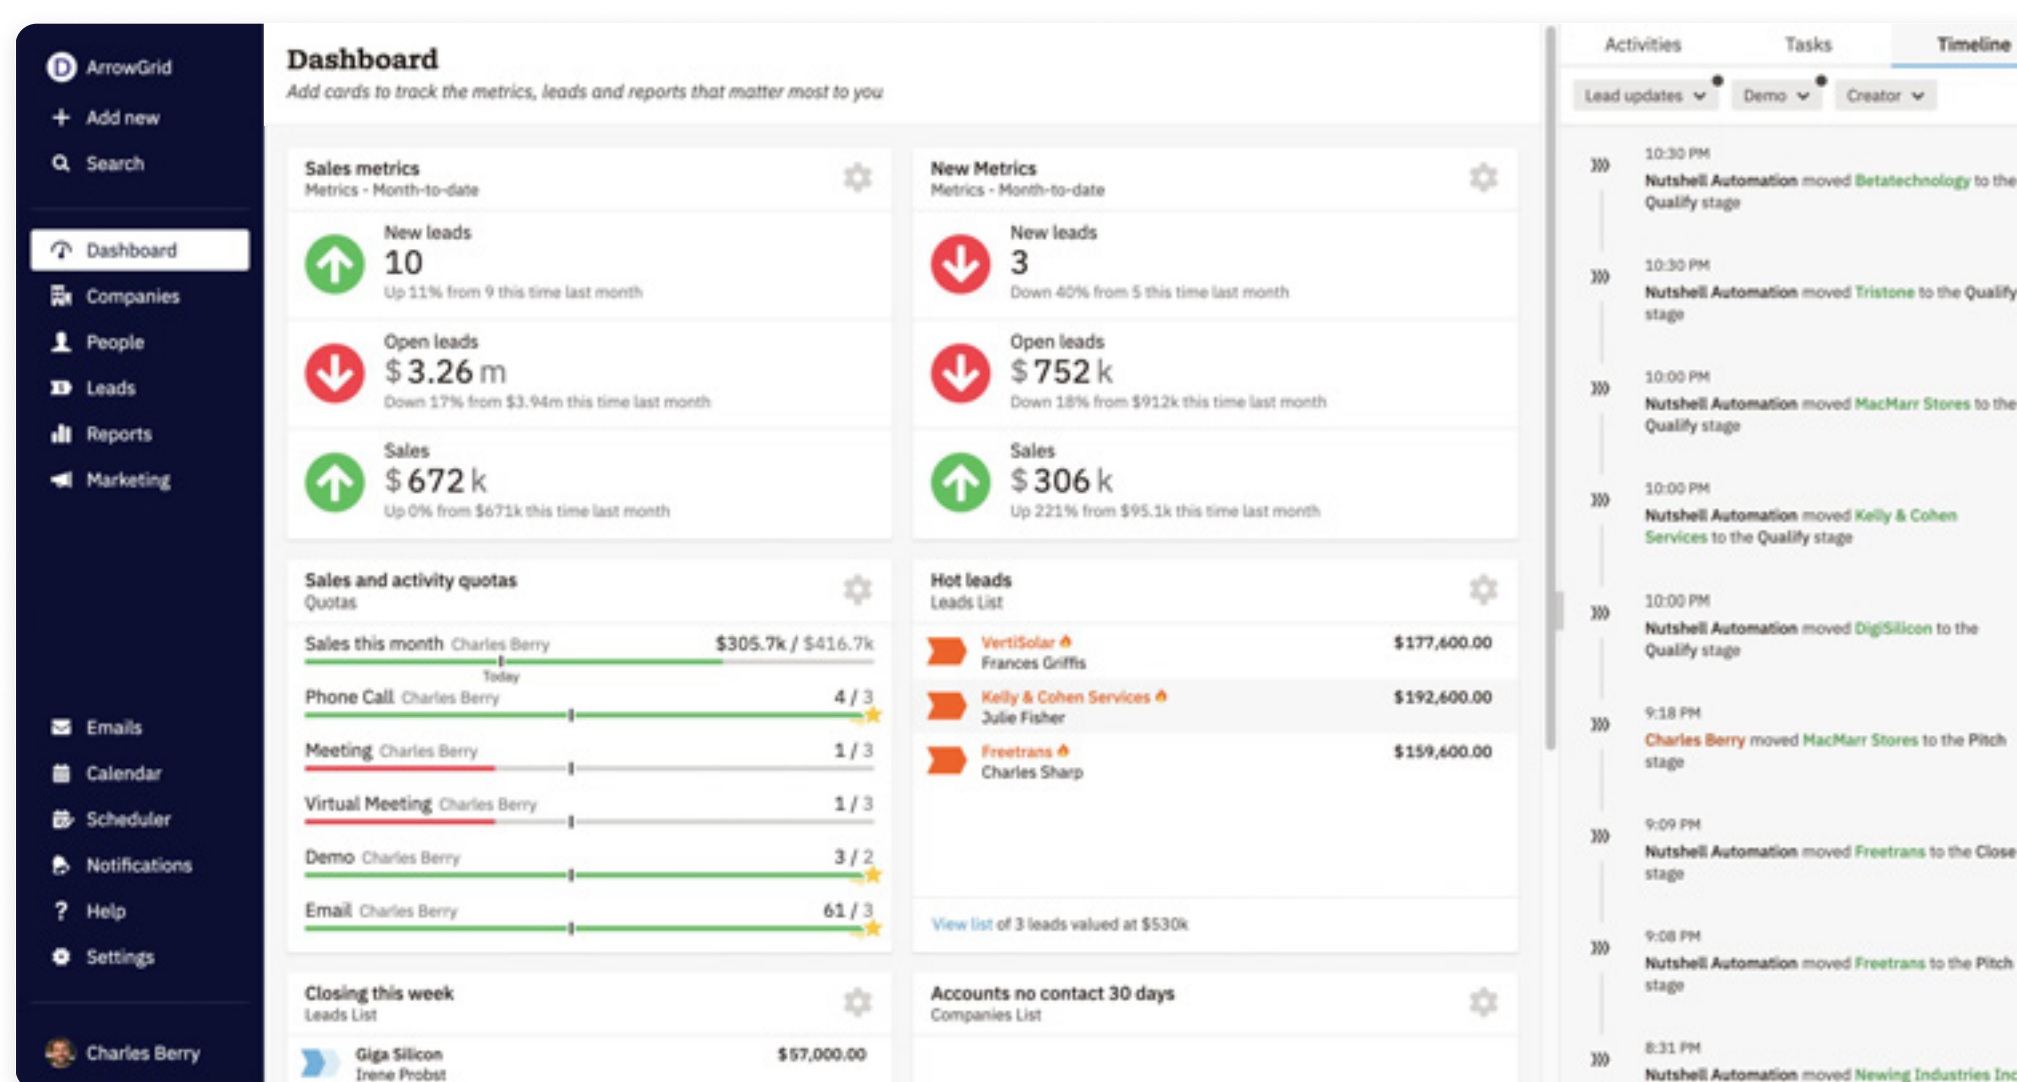 ArrowGrid
Add new
Search
Dashboard
Companies
People
Leads
Reports
Marketing
Emails
Calendar
Scheduler
Notifications
Help
Settings
Charles Berry
Dashboard
Add cards to track the metrics, leads and reports that matter most to you
Sales metrics
Metrics - Month-to-date
New leads
10
Up 11% from 9 this time last month
Open leads
$3.26 m
Down 17% from $3.94m this time last month
Sales
$672 k
Up 0% from $671k this time last month
New Metrics
Metrics - Month-to-date
New leads
3
Down 40% from 5 this time last month
Open leads
$752 k
Down 18% from $912k this time last month
Sales
$306 k
Up 221% from $95.1k this time last month
Sales and activity quotas
Quotas
Sales this month Charles Berry $305.7k / $416.7k
Today
Phone Call Charles Berry 4 / 3
Meeting Charles Berry 1 / 3
Virtual Meeting Charles Berry 1 / 3
Demo Charles Berry 3 / 2
Email Charles Berry 61 / 3
Hot leads
Leads List
VertiSolar $177,600.00
Frances Griffis
Kelly & Cohen Services $192,600.00
Julie Fisher
Freetrans $159,600.00
Charles Sharp
View list of 3 leads valued at $530k
Closing this week
Leads List
Giga Silicon $57,000.00
Irene Probst
Accounts no contact 30 days
Companies List
Activities Tasks Timeline
Lead updates Demo Creator
10:30 PM
Nutshell Automation moved Betatechnology to the
Qualify stage
10:30 PM
Nutshell Automation moved Tristone to the Qualify
stage
10:00 PM
Nutshell Automation moved MacMarr Stores to the
Qualify stage
10:00 PM
Nutshell Automation moved Kelly & Cohen
Services to the Qualify stage
10:00 PM
Nutshell Automation moved DigiSilicon to the
Qualify stage
9:18 PM
Charles Berry moved MacMarr Stores to the Pitch
stage
9:09 PM
Nutshell Automation moved Freetrans to the Close
stage
9:08 PM
Nutshell Automation moved Freetrans to the Pitch
stage
8:31 PM
Nutshell Automation moved Newing Industries Inc